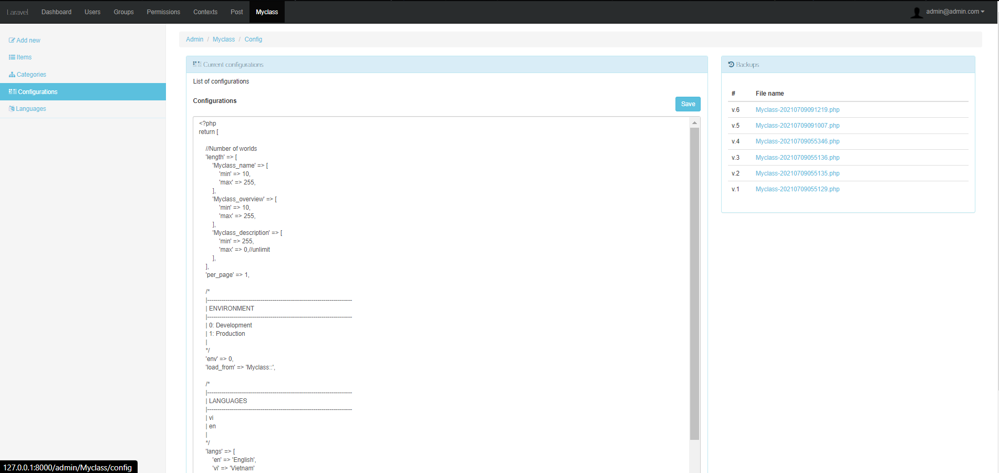 Laravel Dashboard Users Groups Permissions Contexts Post Myclass admin@admin.com
Add new
Items
Categories
Configurations
Languages
Admin / Myclass / Config
Current configurations
List of configurations
Configurations
Save
<?php
return [
//Number of worlds
'length' => [
'Myclass_name' => [
'min' => 10,
'max' => 255,
],
'Myclass_overview' => [
'min' => 10,
'max' => 255,
],
'Myclass_description' => [
'min' => 255,
'max' => 0,//unlimit
],
],
'per_page' => 1,
/*
|--------------------------------------------------------------------------
| ENVIRONMENT
|--------------------------------------------------------------------------
| 0: Development
| 1: Production
|
*/
'env' => 0,
'load_from' => 'Myclass::',
/*
|--------------------------------------------------------------------------
| LANGUAGES
|--------------------------------------------------------------------------
| vi
| en
|
*/
'langs' => [
'en' => 'English',
'vi' => 'Vietnam'
Backups
# File name
v.6 Myclass-20210709091219.php
v.5 Myclass-20210709091007.php
v.4 Myclass-20210709055346.php
v.3 Myclass-20210709055136.php
v.2 Myclass-20210709055135.php
v.1 Myclass-20210709055129.php
127.0.0.1:8000/admin/Myclass/config